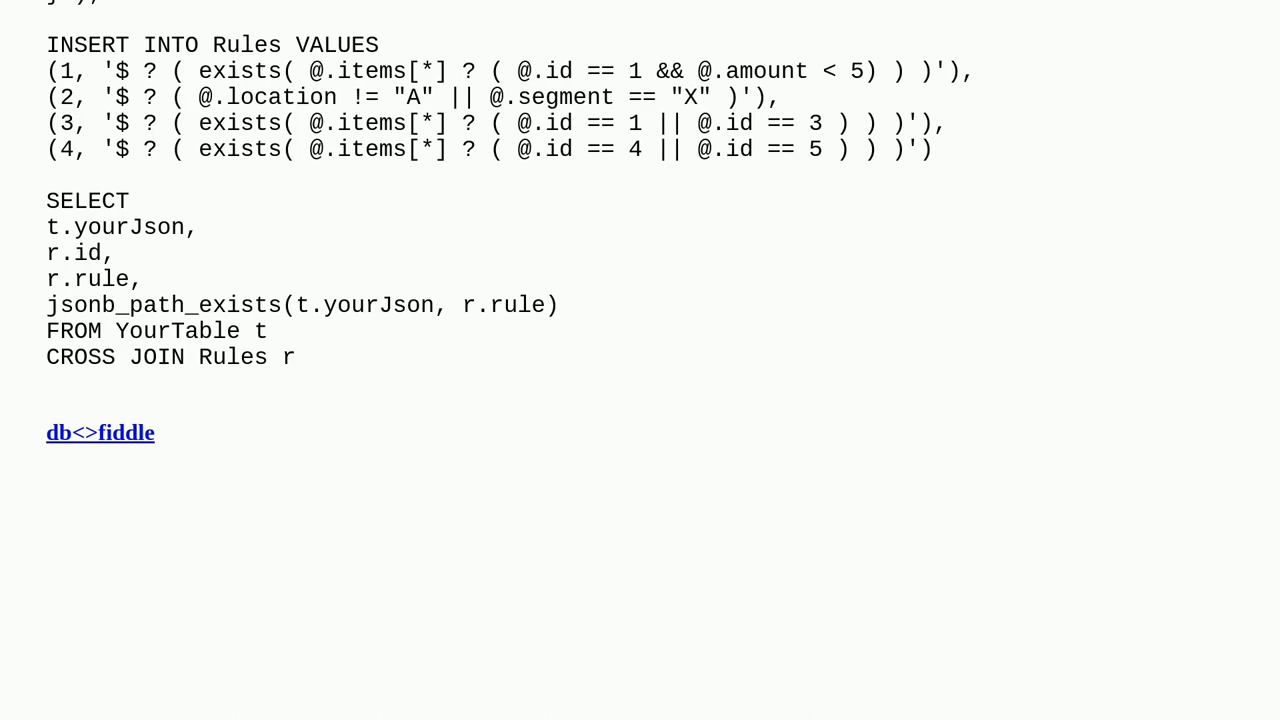 INSERT INTO Rules VALUES
(1, '$ ? ( exists( @.items[*] ? ( @.id == 1 && @.amount < 5) ) )'),
(2, '$ ? ( @.location != "A" || @.segment == "X" )'),
(3, '$ ? ( exists( @.items[*] ? ( @.id == 1 || @.id == 3 ) ) )'),
(4, '$ ? ( exists( @.items[*] ? ( @.id == 4 || @.id == 5 ) ) )')
SELECT
t.yourJson,
r.id,
r.rule,
jsonb_path_exists(t.yourJson, r.rule)
FROM YourTable t
CROSS JOIN Rules r
db<>fiddle